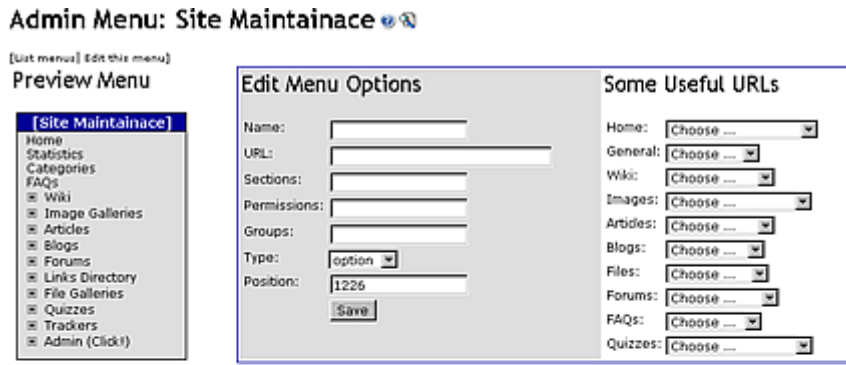 Admin Menu: Site Maintainace
[List menus] Edit this menu]
Preview Menu
[Site Maintainace]
Home
Statistics
Categories
FAQs
Wiki
Image Galleries
Articles
Blogs
Forums
Links Directory
File Galleries
Quizzes
Trackers
Admin (Click!)
Edit Menu Options
Name:
URL:
Sections:
Permissions:
Groups:
Type: option
Position: 1226
Save
Some Useful URLs
Home: Choose ...
General: Choose ...
Wiki: Choose ...
Images: Choose ...
Articles: Choose ...
Blogs: Choose ...
Files: Choose ...
Forums: Choose ...
FAQs: Choose ...
Quizzes: Choose ...